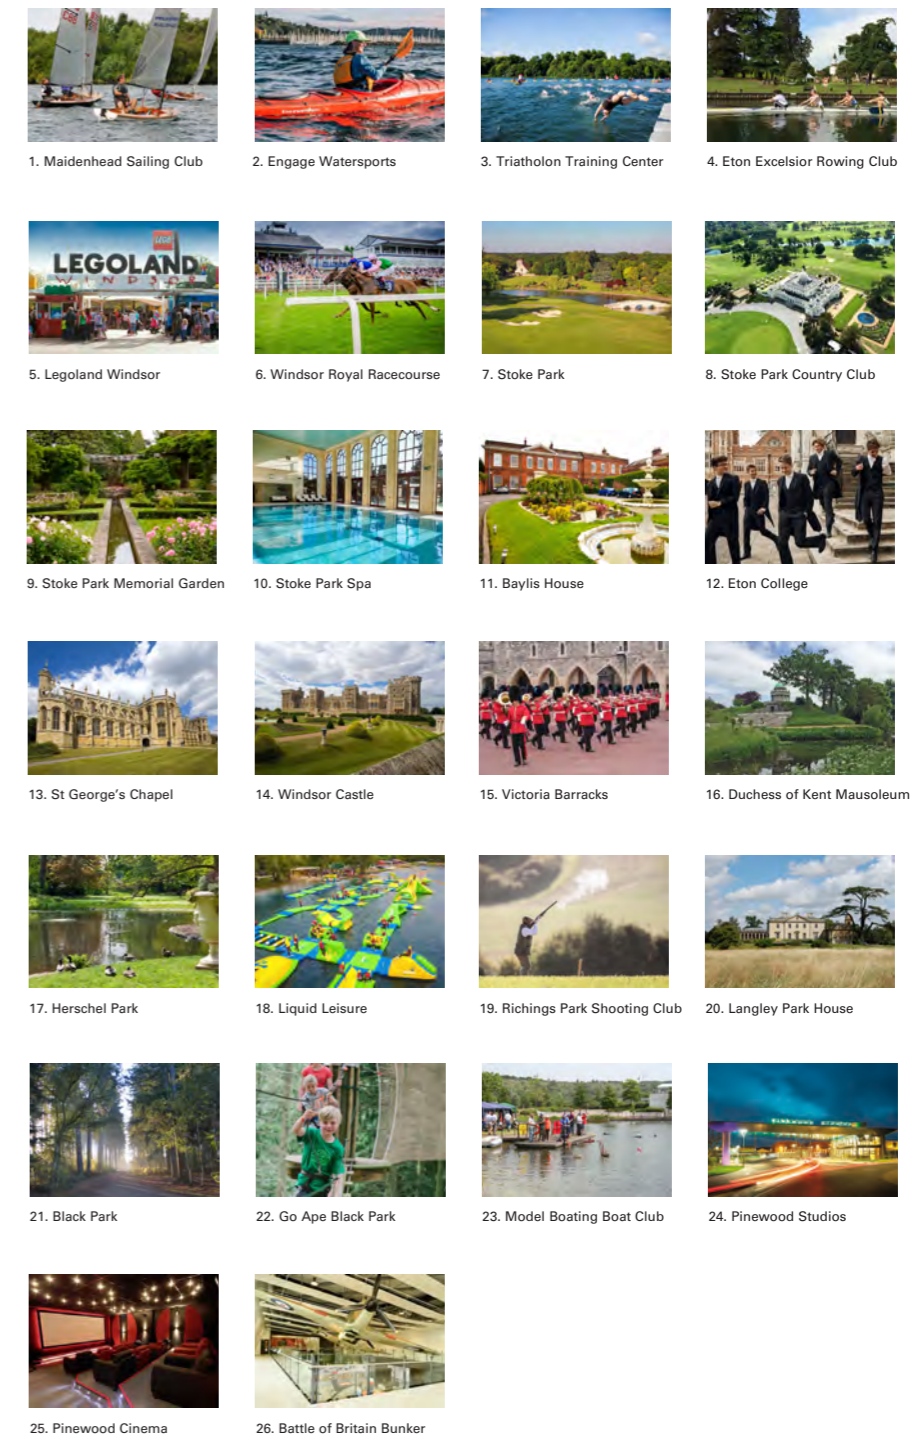 1. Maidenhead Sailing Club
2. Engage Watersports
3. Triatholon Training Center
4. Eton Excelsior Rowing Club
LEGO
LEGOLAND
WINDSOR
5. Legoland Windsor
6. Windsor Royal Racecourse
7. Stoke Park
8. Stoke Park Country Club
9. Stoke Park Memorial Garden
10. Stoke Park Spa
11. Baylis House
12. Eton College
13. St George’s Chapel
14. Windsor Castle
15. Victoria Barracks
16. Duchess of Kent Mausoleum
17. Herschel Park
18. Liquid Leisure
19. Richings Park Shooting Club
20. Langley Park House
21. Black Park
22. Go Ape Black Park
23. Model Boating Boat Club
24. Pinewood Studios
25. Pinewood Cinema
26. Battle of Britain Bunker